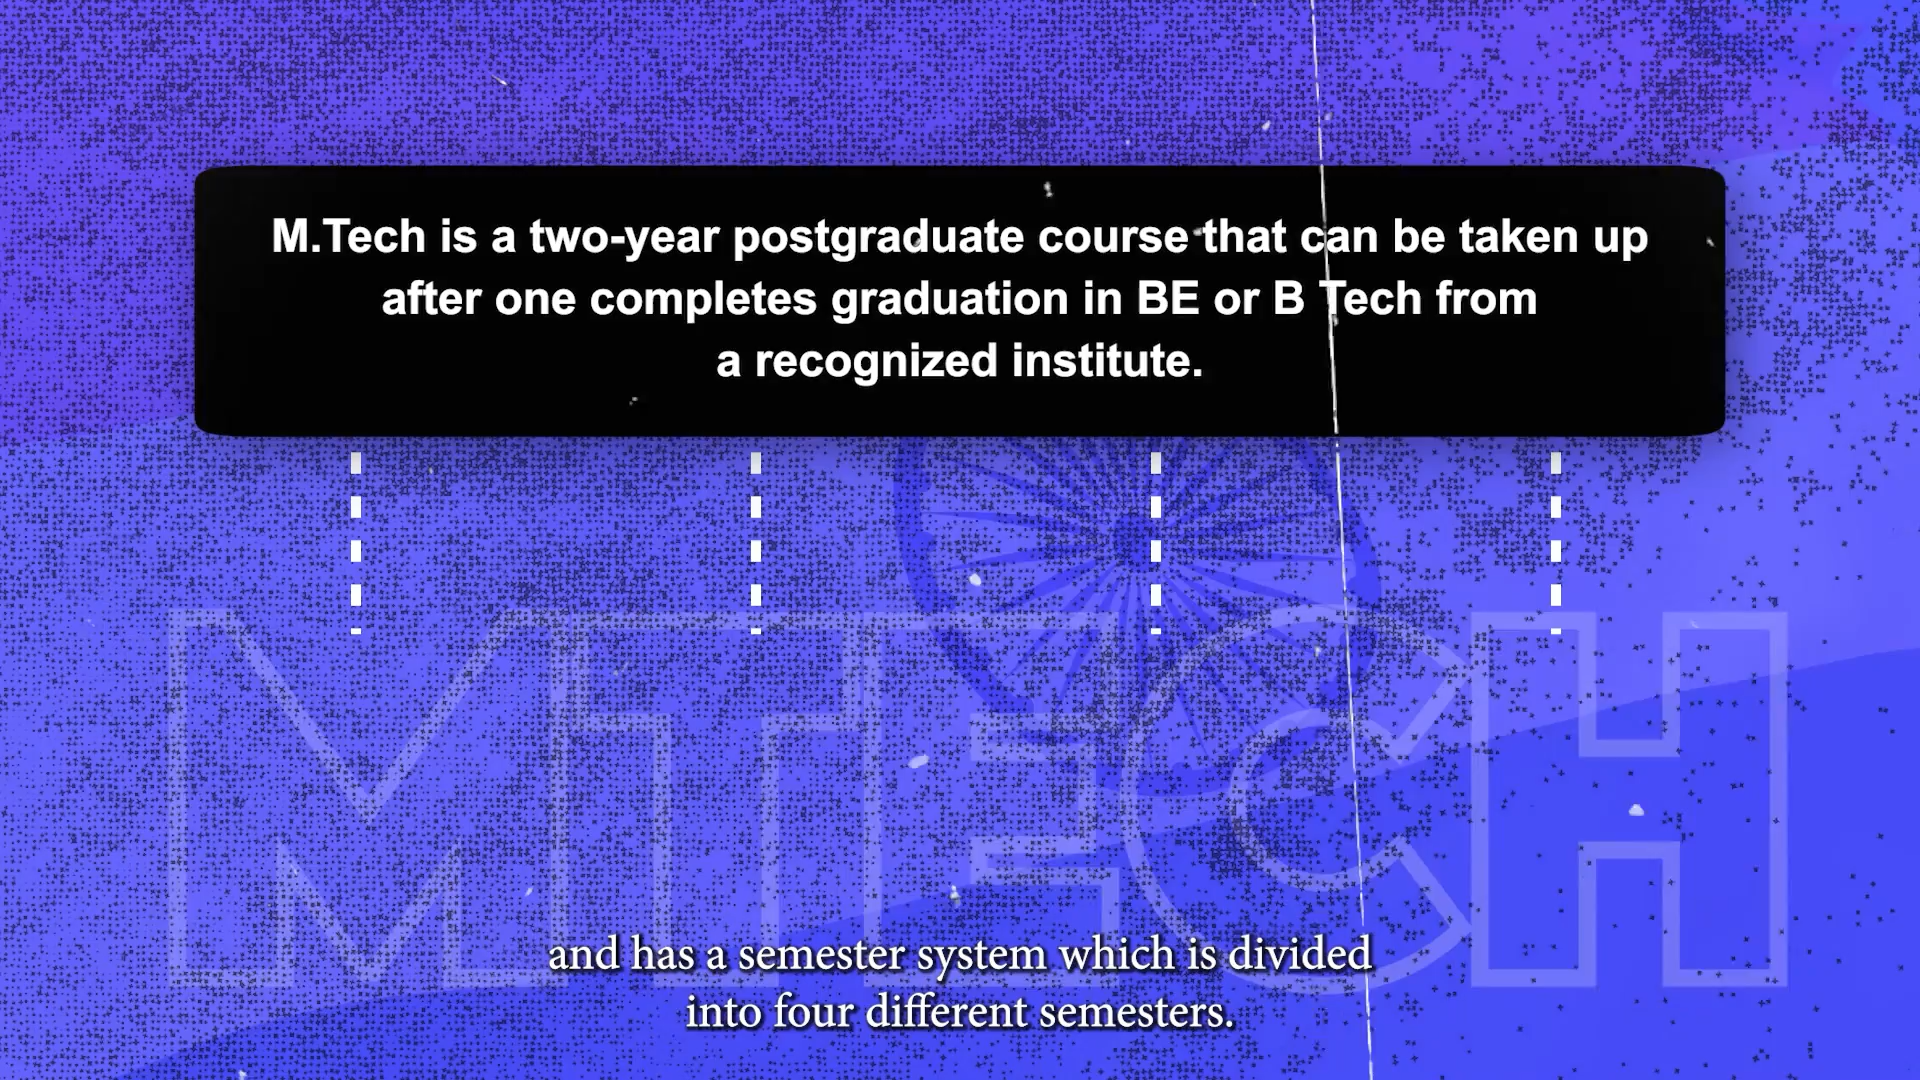 M.Tech is a two-year postgraduate course that can be taken up
after one completes graduation in BE or B Tech from
a recognized institute.
MTECH
and has a semester system which is divided
into four different semesters.